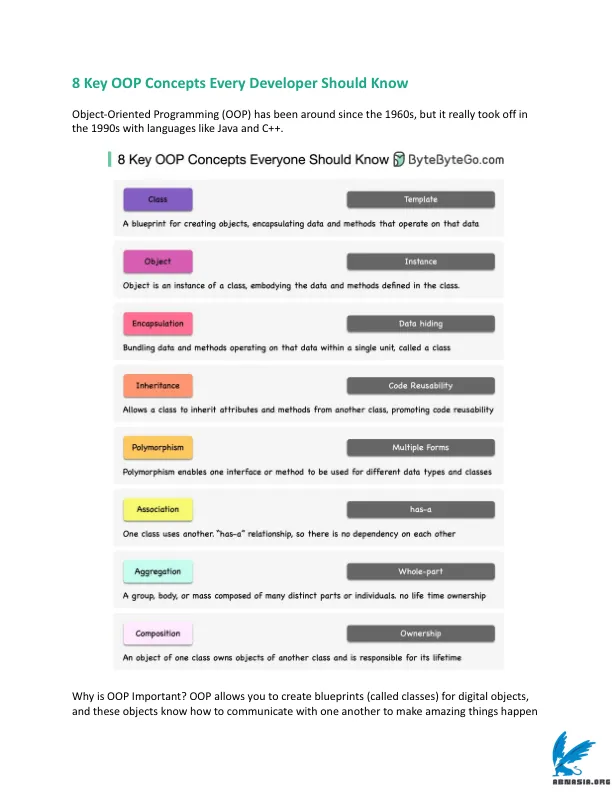 8 Key OOP Concepts Every Developer Should Know
Object-Oriented Programming (OOP) has been around since the 1960s, but it really took off in
the 1990s with languages like Java and C++.
8 Key OOP Concepts Everyone Should Know ByteByteGo.com
Class Template
A blueprint for creating objects, encapsulating data and methods that operate on that data
Object Instance
Object is an instance of a class, embodying the data and methods defined in the class.
Encapsulation Data hiding
Bundling data and methods operating on that data within a single unit, called a class
Inheritance Code Reusability
Allows a class to inherit attributes and methods from another class, promoting code reusability
Polymorphism Multiple Forms
Polymorphism enables one interface or method to be used for different data types and classes
Association has-a
One class uses another. "has-a" relationship, so there is no dependency on each other
Aggregation Whole-part
A group, body, or mass composed of many distinct parts or individuals. no life time ownership
Composition Ownership
An object of one class owns objects of another class and is responsible for its lifetime
Why is OOP Important? OOP allows you to create blueprints (called classes) for digital objects,
and these objects know how to communicate with one another to make amazing things happen
ABNASIA.ORG